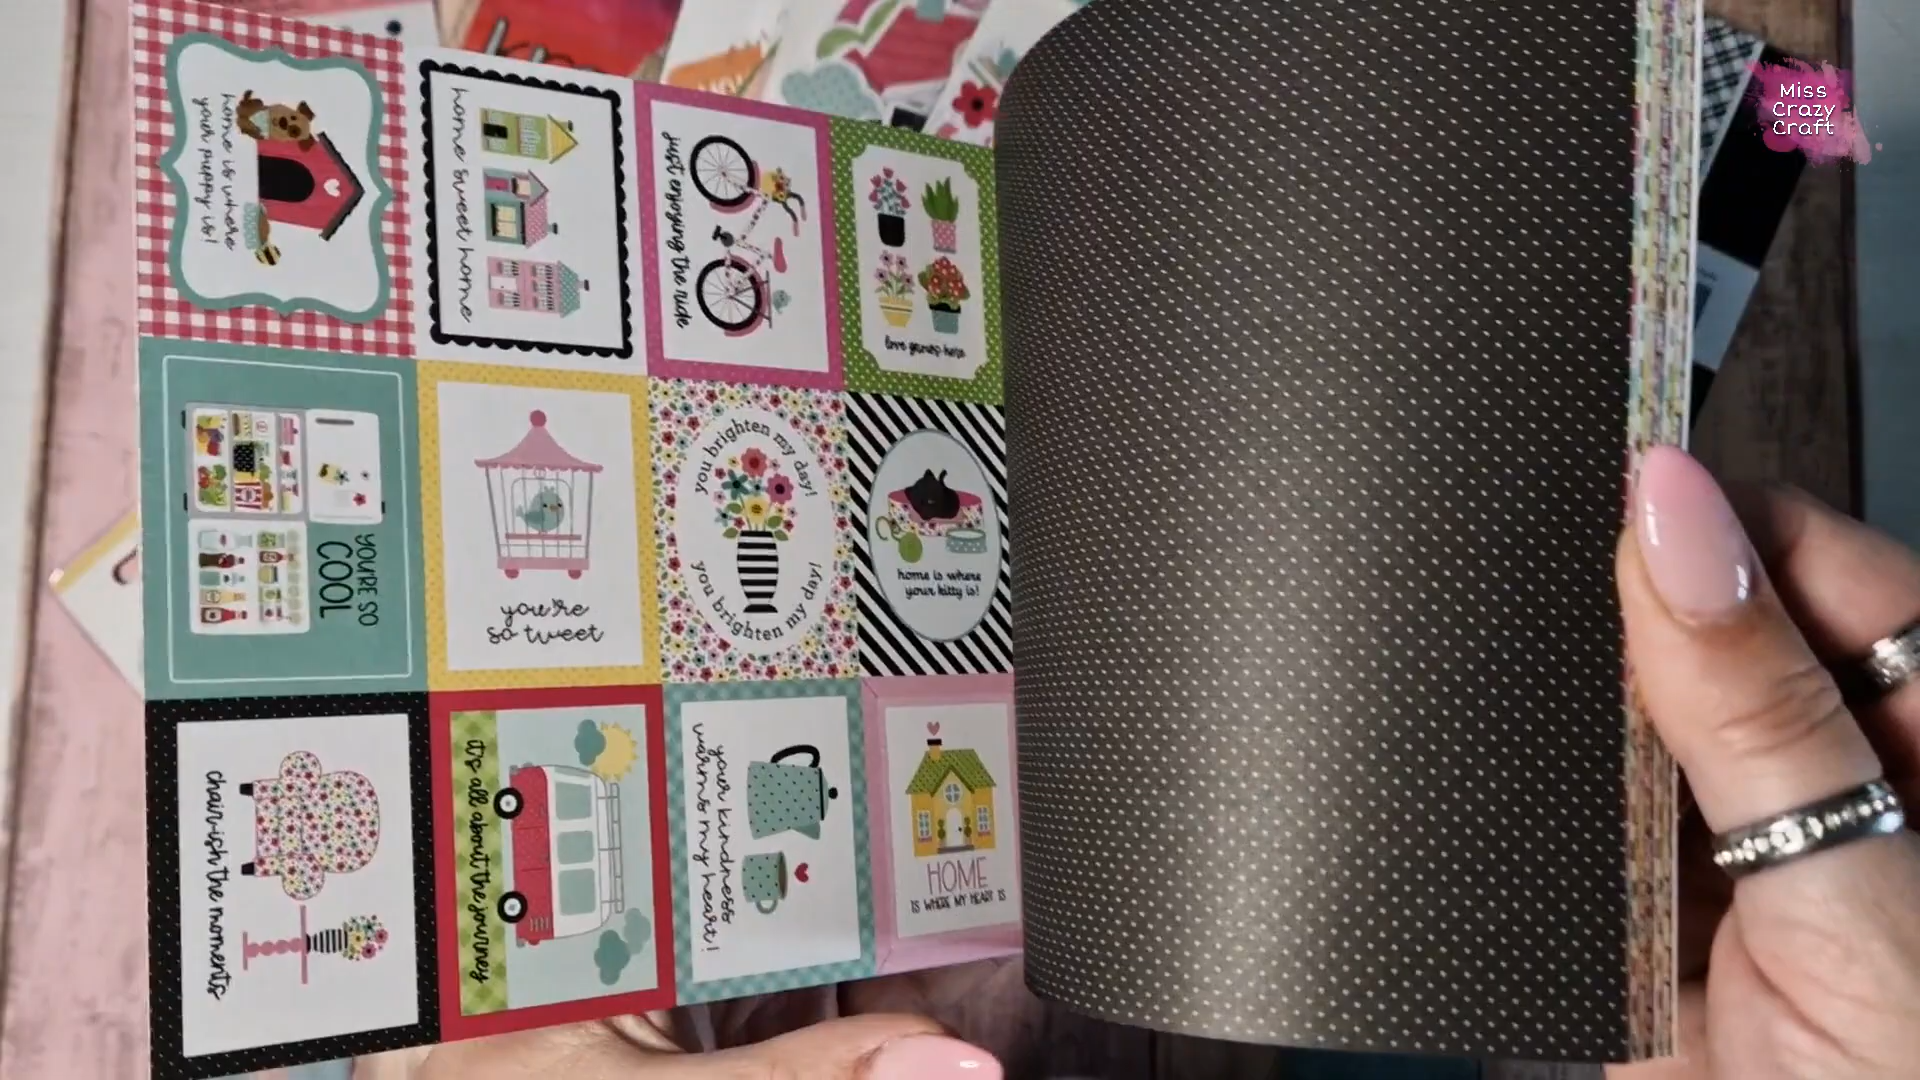 Miss
Crazy
Craft
home is where
your puppy is!
home sweet home
just enjoying the ride
love grows here
YOU'RE SO
COOL
you're
so tweet
you brighten my day!
you brighten my day!
home is where
your kitty is!
chair-ish the moments
it's all about the journey
your kindness
warms my heart!
HOME
IS WHERE MY HEART IS